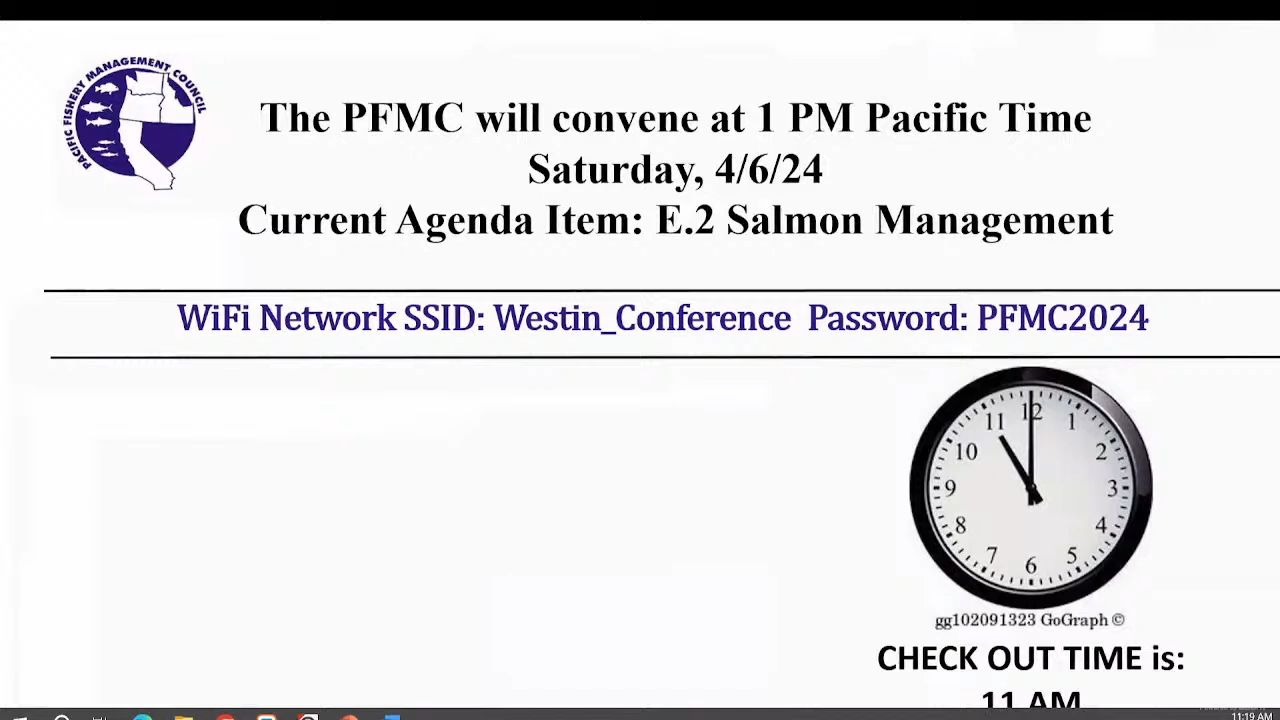 PACIFIC FISHERY MANAGEMENT COUNCIL
The PFMC will convene at 1 PM Pacific Time
Saturday, 4/6/24
Current Agenda Item: E.2 Salmon Management
WiFi Network SSID: Westin_Conference Password: PFMC2024
12
11 1
10 2
9 3
8 4
7 5
6
gg102091323 GoGraph ©
CHECK OUT TIME is:
11 AM
11:19 AM